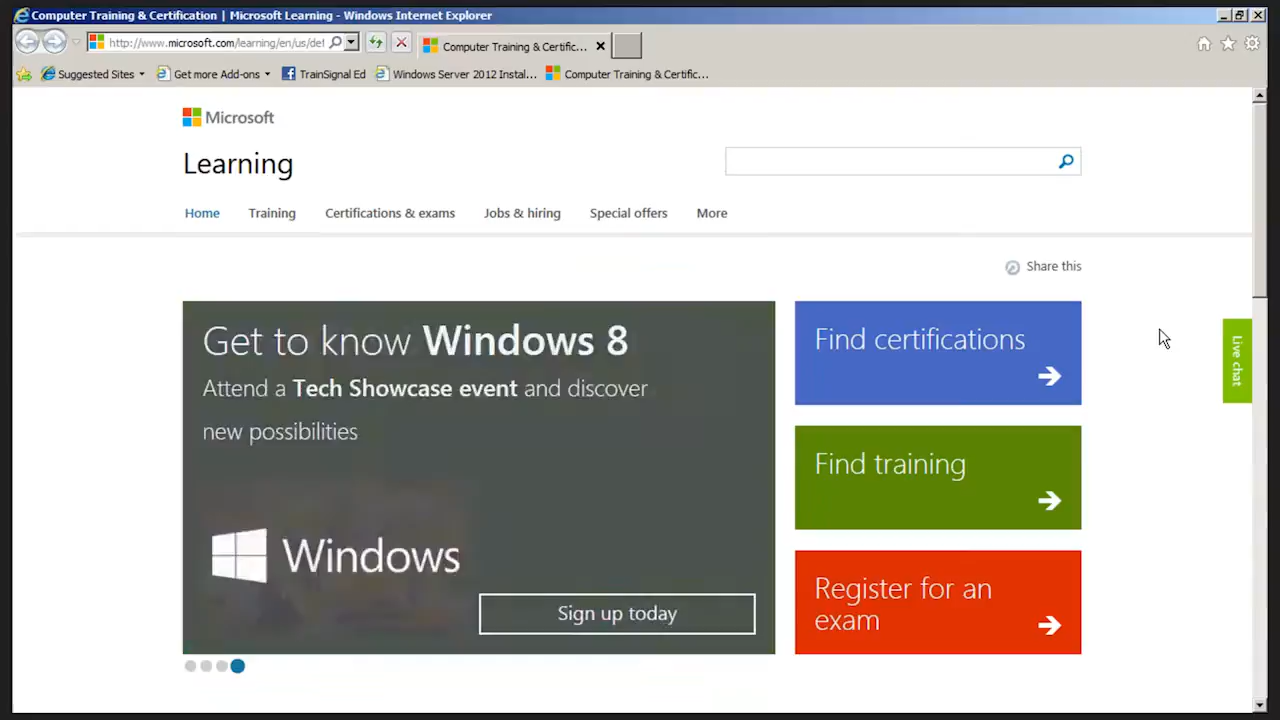 Computer Training & Certification | Microsoft Learning - Windows Internet Explorer
http://www.microsoft.com/learning/en/us/def
Computer Training & Certific...
Suggested Sites
Get more Add-ons
TrainSignal Ed
Windows Server 2012 Instal...
Computer Training & Certific...
Microsoft
Learning
Home Training Certifications & exams Jobs & hiring Special offers More
Share this
Get to know Windows 8
Attend a Tech Showcase event and discover
new possibilities
Windows
Sign up today
Find certifications
Find training
Register for an
exam
Live chat